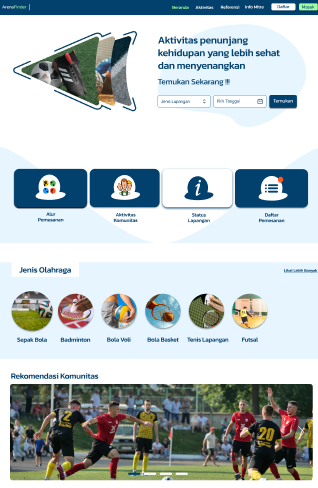 ArenaFinder
Beranda Aktivitas Referensi Info Mitra Daftar Masuk
Aktivitas penunjang
kehidupan yang lebih sehat
dan menyenangkan
Temukan Sekarang !!!
Jenis Lapangan Pilih Tanggal Temukan
Alur
Pemesanan
Aktivitas
Komunitas
Status
Lapangan
Daftar
Pemesanan
Jenis Olahraga
Lihat Lebih Banyak
Sepak Bola Badminton Bola Voli Bola Basket Tenis Lapangan Futsal
Rekomendasi Komunitas
2
20